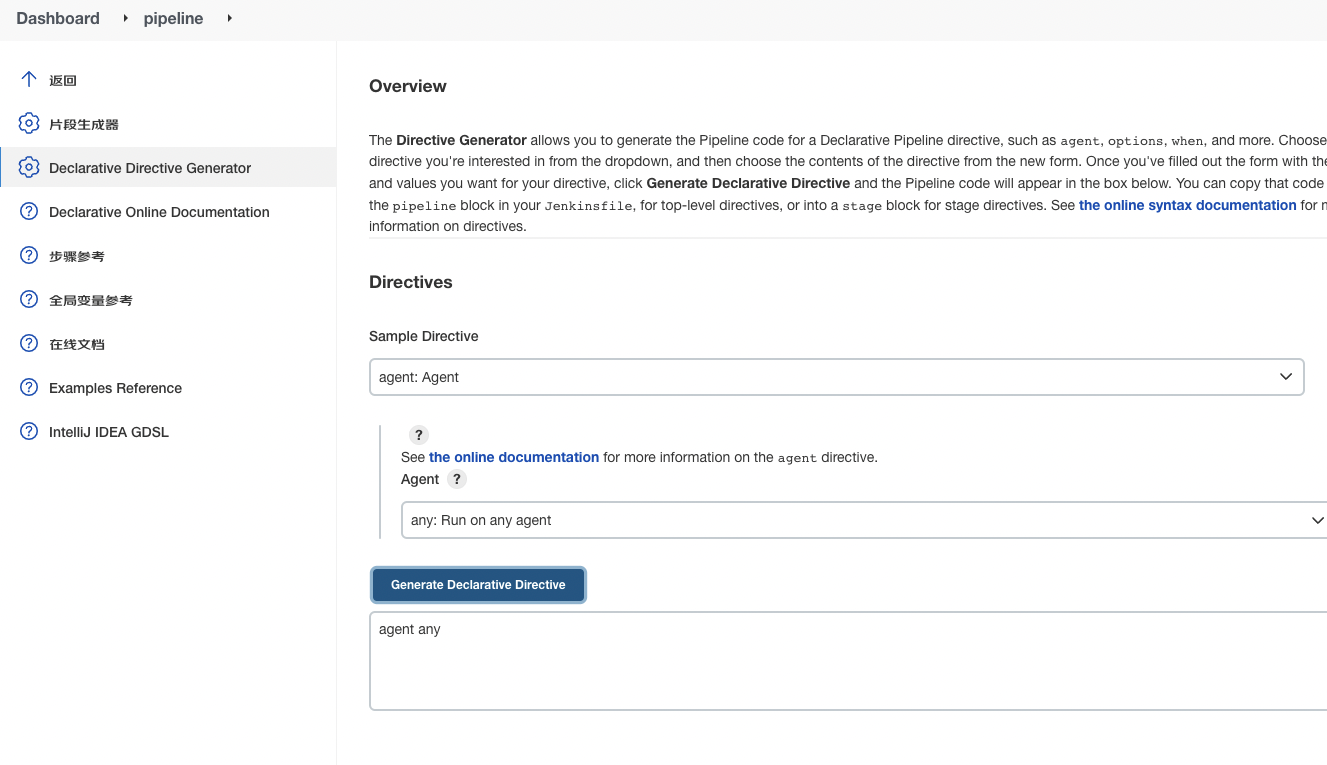 Dashboard pipeline
返回
片段生成器
Declarative Directive Generator
Declarative Online Documentation
步骤参考
全局变量参考
在线文档
Examples Reference
IntelliJ IDEA GDSL
Overview
The Directive Generator allows you to generate the Pipeline code for a Declarative Pipeline directive, such as agent, options, when, and more. Choose
directive you're interested in from the dropdown, and then choose the contents of the directive from the new form. Once you've filled out the form with the
and values you want for your directive, click Generate Declarative Directive and the Pipeline code will appear in the box below. You can copy that code
the pipeline block in your Jenkinsfile, for top-level directives, or into a stage block for stage directives. See the online syntax documentation for
information on directives.
Directives
Sample Directive
agent: Agent
?
See the online documentation for more information on the agent directive.
Agent ?
any: Run on any agent
Generate Declarative Directive
agent any